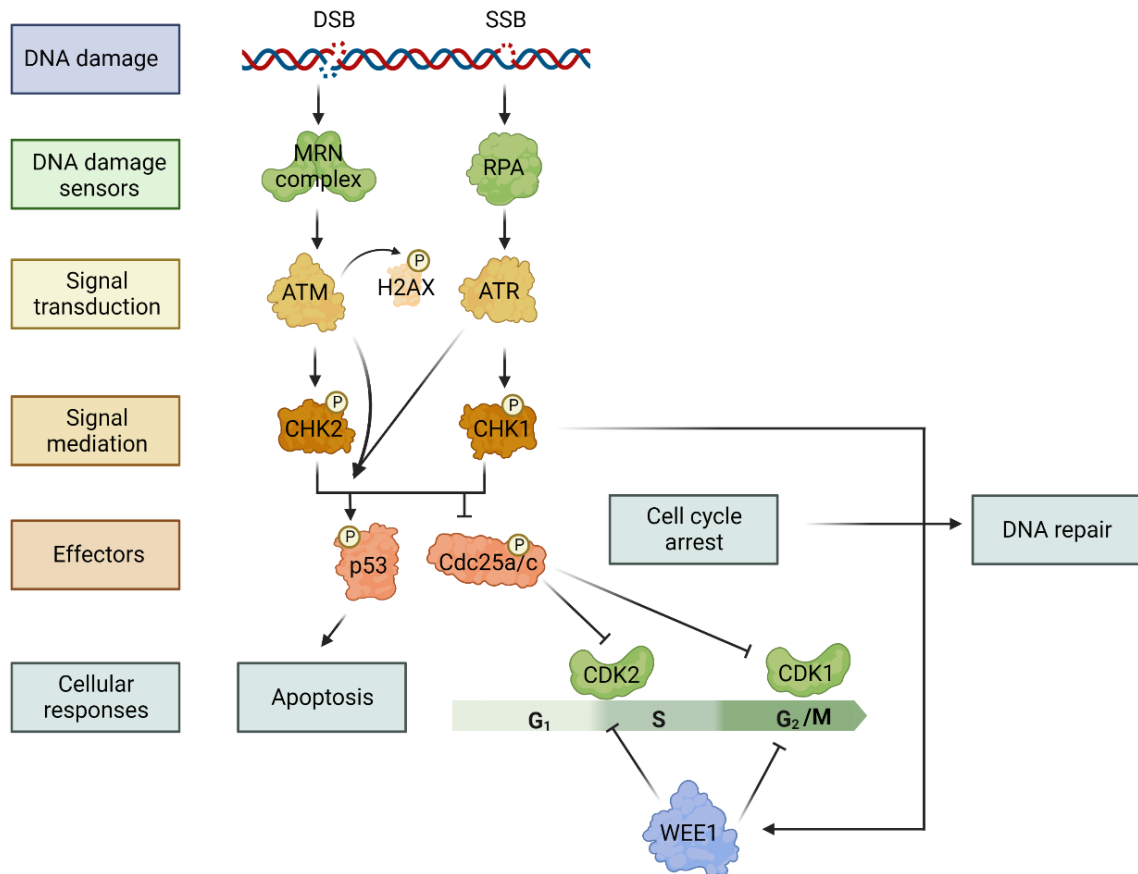 DSB
SSB
DNA damage
DNA damage
sensors
MRN
complex
RPA
Signal
transduction
ATM
P
H2AX
ATR
Signal
mediation
P
CHK2
P
CHK1
Effectors
P
p53
P
Cdc25a/c
Cell cycle
arrest
DNA repair
Cellular
responses
Apoptosis
CDK2
CDK1
G₁
S
G₂/M
WEE1